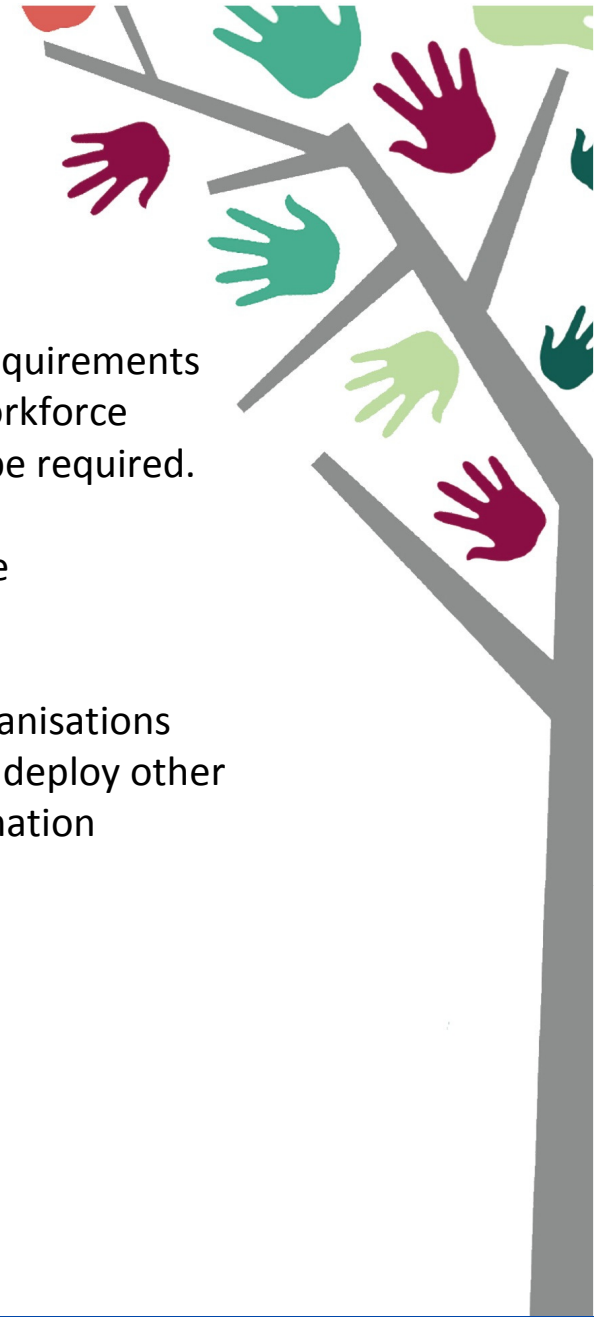 quirements
rkforce
be required.
e
anisations
deploy other
nation